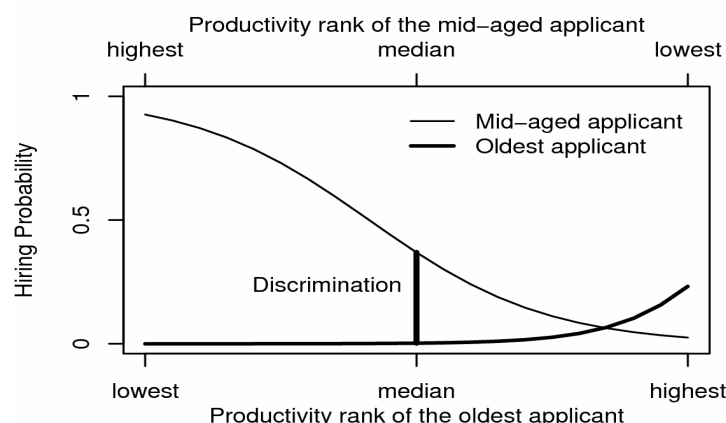 Productivity rank of the mid−aged applicant
highest median lowest
Mid−aged applicant
Oldest applicant
Hiring Probability
1
0.5
0
Discrimination
lowest median highest
Productivity rank of the oldest applicant